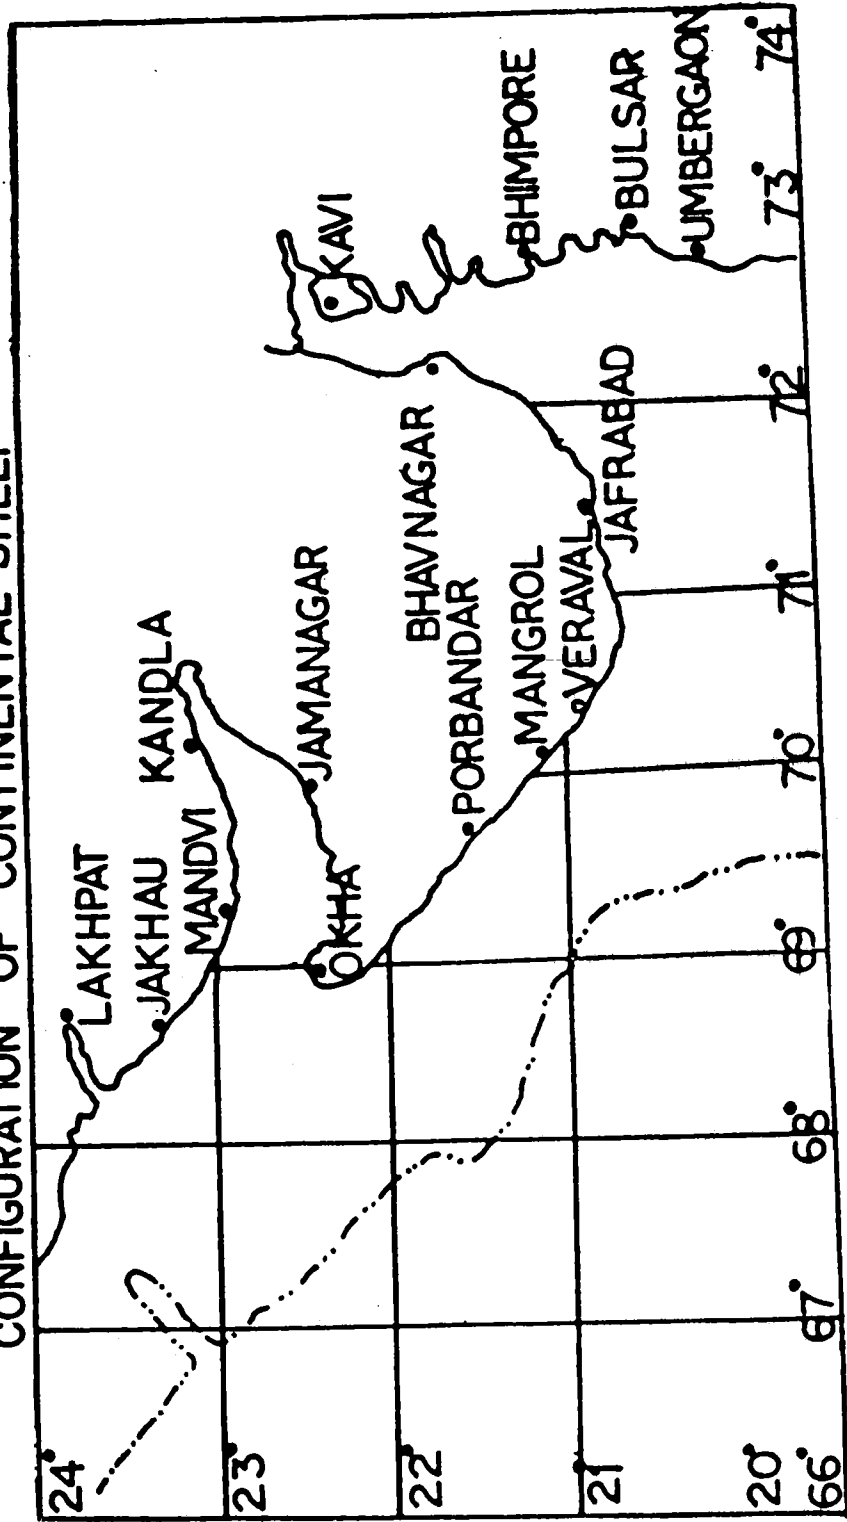 CONFIGURATION OF CONTINENTAL SHELF
24°
LAKHPAT
JAKHAU
MANDVI
KANDLA
23°
OKHA
JAMANAGAR
KAVI
22°
PORBANDAR
BHAVNAGAR
MANGROL
VERAVAL
JAFRABAD
BHIMPORE
BULSAR
UMBERGAON
21°
20°
66° 67° 68° 69° 70° 71° 72° 73° 74°